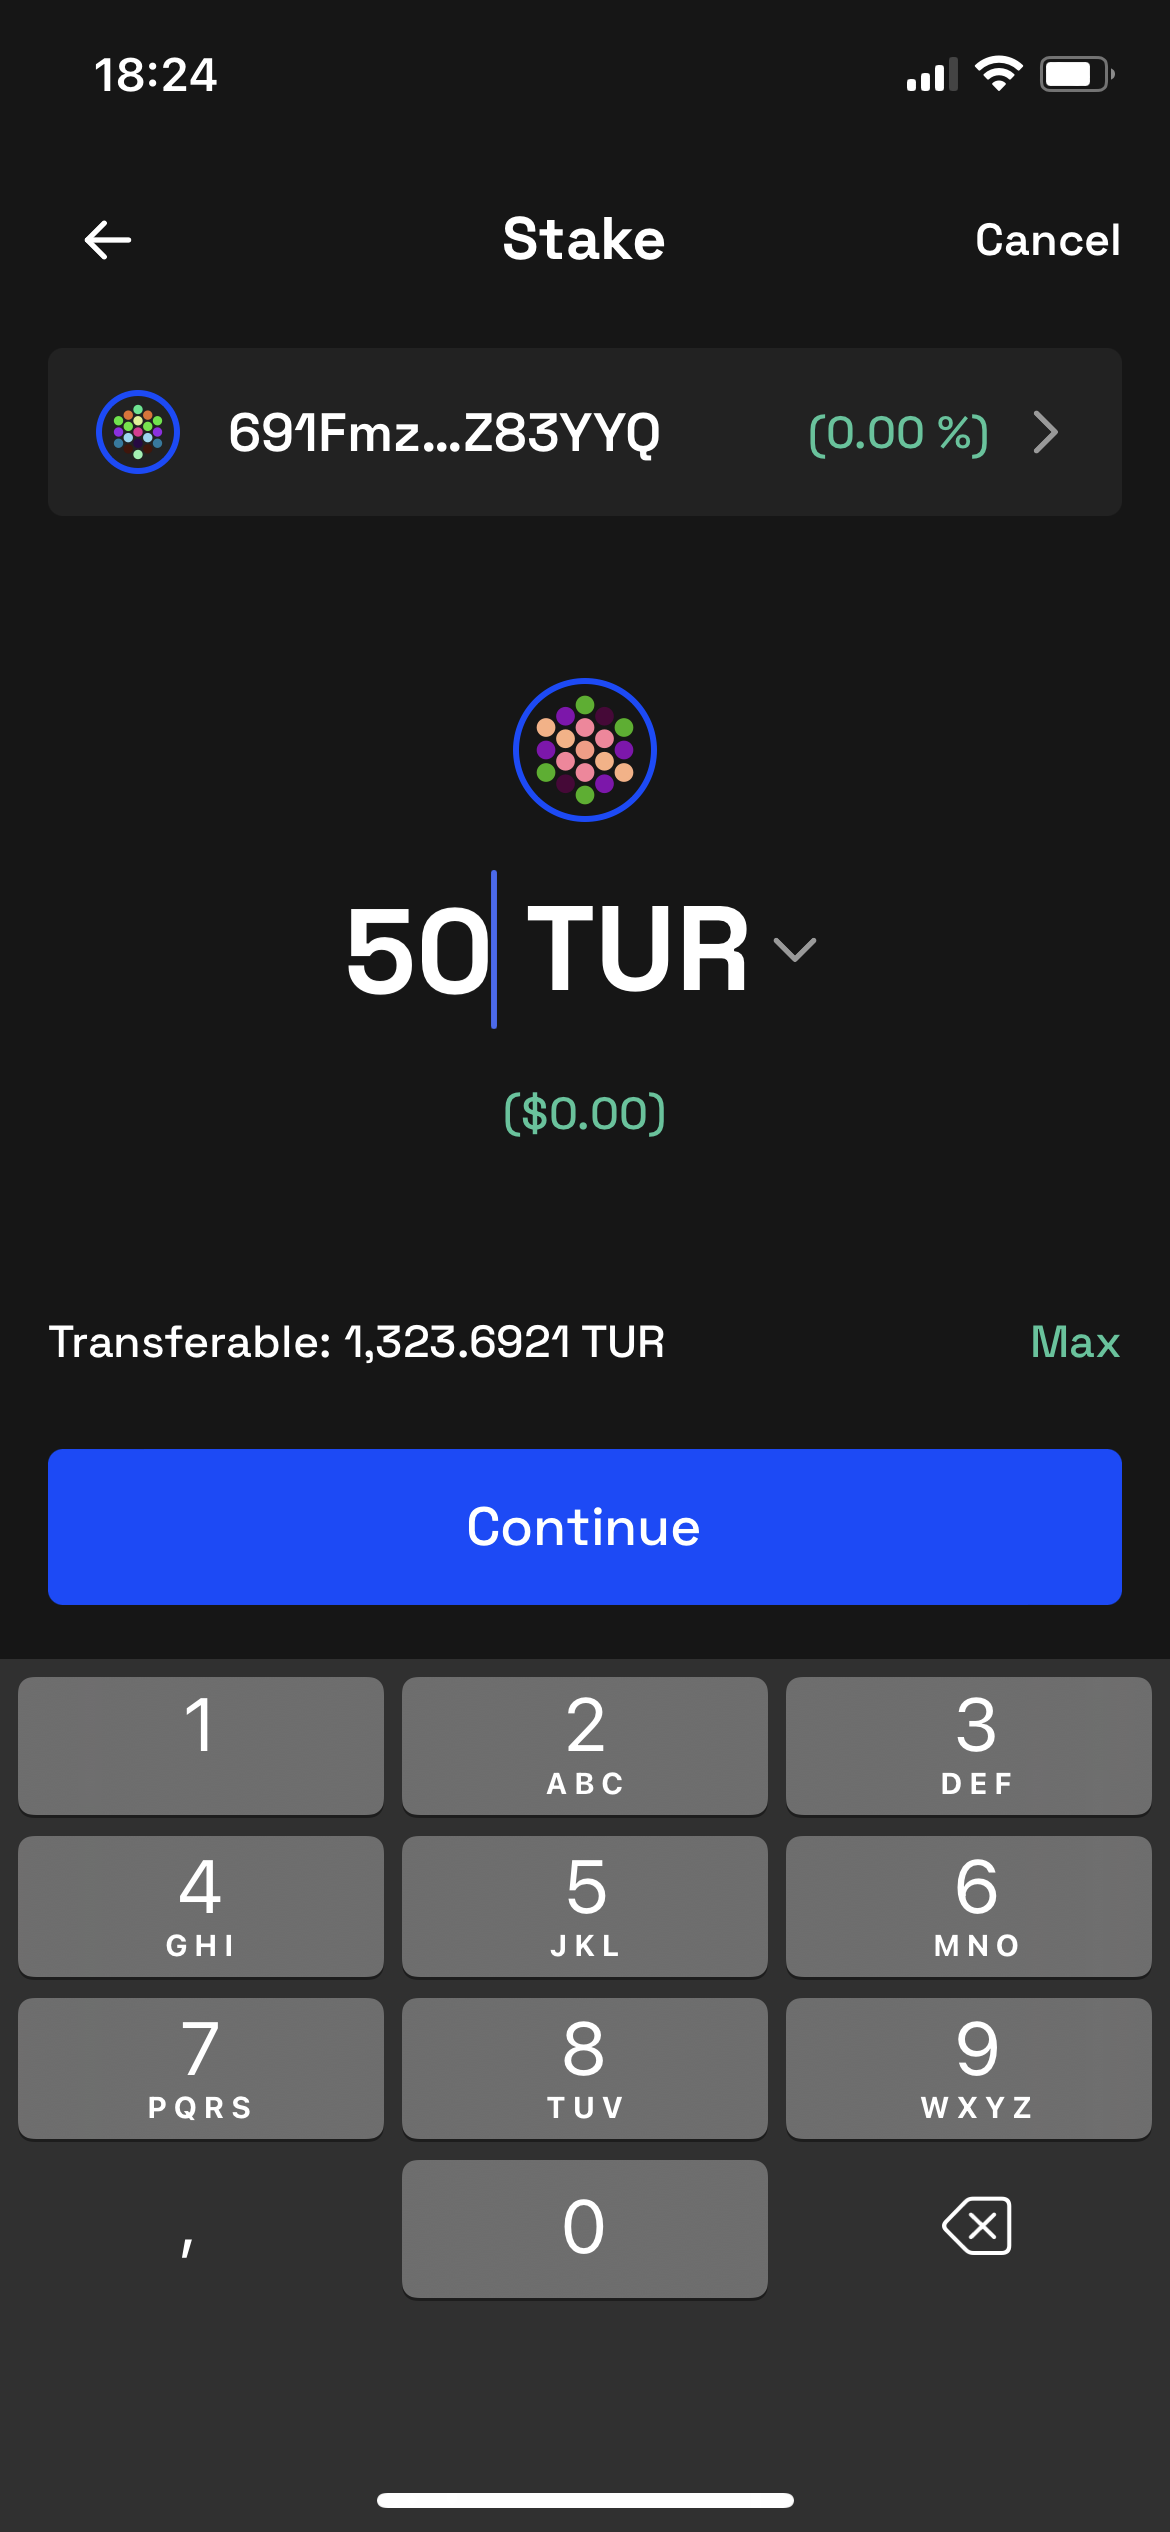 18:24
Stake
Cancel
691Fmz...Z83YYQ
(0.00 %)
50 TUR
($0.00)
Transferable: 1,323.6921 TUR
Max
Continue
1
2
ABC
3
DEF
4
GHI
5
JKL
6
MNO
7
PQRS
8
TUV
9
WXYZ
,
0